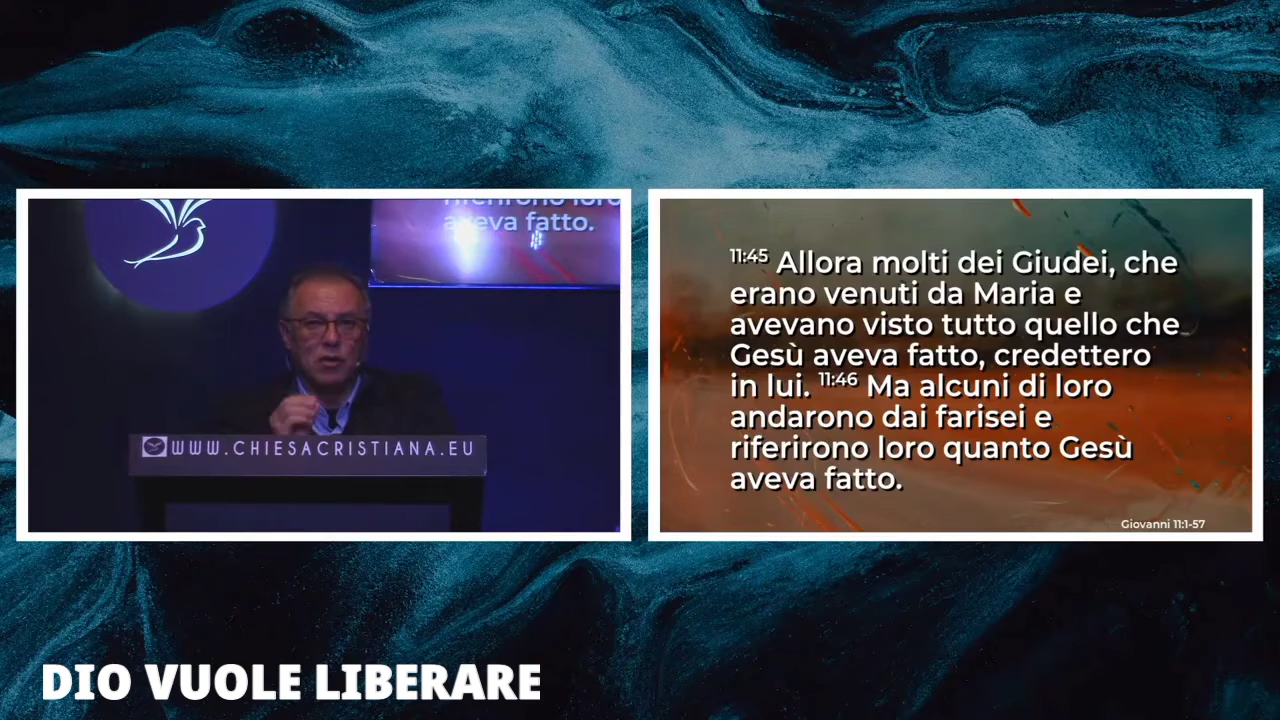 riferirono loro
aveva fatto.
WWW.CHIESACRISTIANA.EU
11:45 Allora molti dei Giudei, che
erano venuti da Maria e
avevano visto tutto quello che
Gesù aveva fatto, credettero
in lui. 11:46 Ma alcuni di loro
andarono dai farisei e
riferirono loro quanto Gesù
aveva fatto.
Giovanni 11:1-57
DIO VUOLE LIBERARE